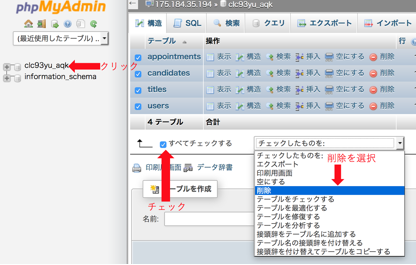 phpMyAdmin
(最近使用したテーブル) ..
clc93yu_aqk
クリック
information_schema
175.184.35.194 » clc93yu_aqk
構造 SQL 検索 クエリ エクスポート インポート
テーブル 操作 行
appointments 表示 構造 検索 挿入 空にする 削除
candidates 表示 構造 検索 挿入 空にする 削除
titles 表示 構造 検索 挿入 空にする 削除
users 表示 構造 検索 挿入 空にする 削除
4 テーブル 合計
すべてチェックする
チェックしたものを:
チェックしたものを:
エクスポート
印刷用画面
空にする
削除
テーブルをチェックする
テーブルを最適化する
テーブルを修復する
テーブルを分析する
接頭辞をテーブル名に追加する
テーブル名の接頭辞を付け替える
接頭辞を付け替えてテーブルをコピーする
削除を選択
印刷用画面 データ辞書
テーブルを作成
チェック
名前: